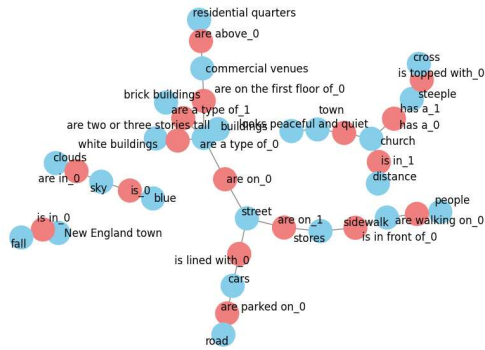 residential quarters
are above_0
cross
commercial venues
is topped with_0
are on the first floor of_0
brick buildings
steeple
are a type of_1
town
has a_1
are two or three stories tall
buildings
looks peaceful and quiet
has a_0
white buildings
are a type of_0
church
clouds
is in_1
are in_0
are on_0
distance
sky
is_0
blue
people
is in_0
street
are on_1
sidewalk
are walking on_0
New England town
stores
is in front of_0
fall
is lined with_0
cars
are parked on_0
road